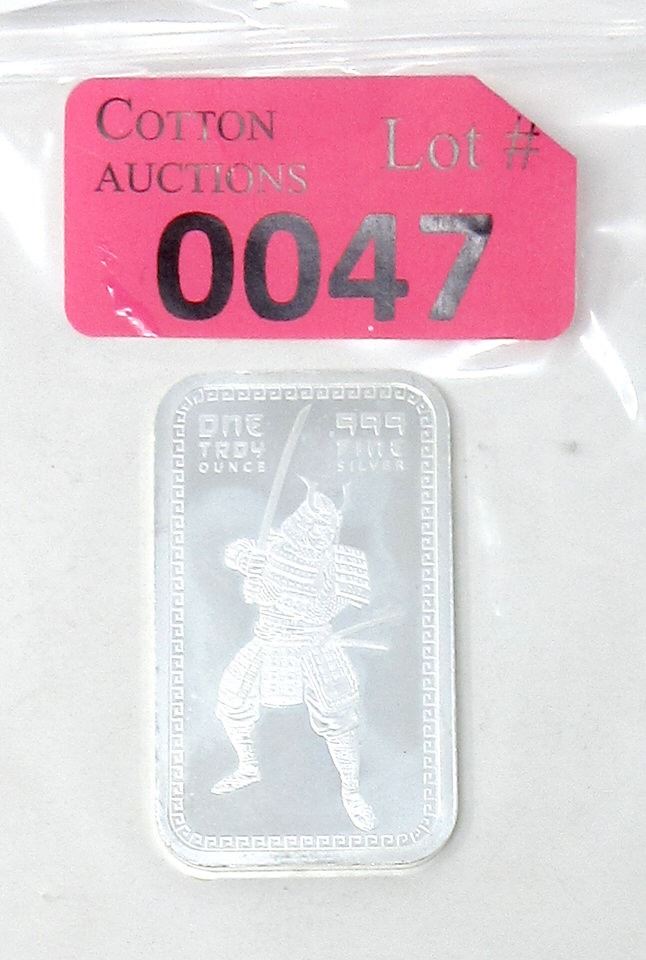 COTTON
AUCTIONS
Lot #
0047
ONE
TROY
OUNCE
.999
FINE
SILVER